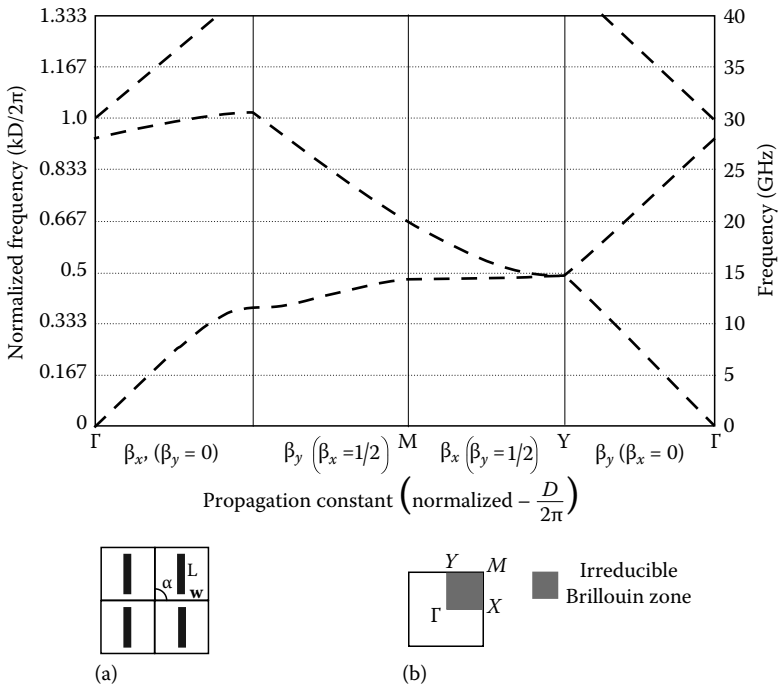 Normalized frequency (kD/2π)
1.333
1.167
1.0
0.833
0.667
0.5
0.333
0.167
0
40
35
30
25
20
15
10
5
0
Frequency (GHz)
Γ M Y Γ
βx, (βy = 0) βy (βx =1/2) βx (βy =1/2) βy (βx = 0)
Propagation constant (normalized – D/2π)
L
α
w
(a)
Y M
Γ X
(b)
Irreducible
Brillouin zone